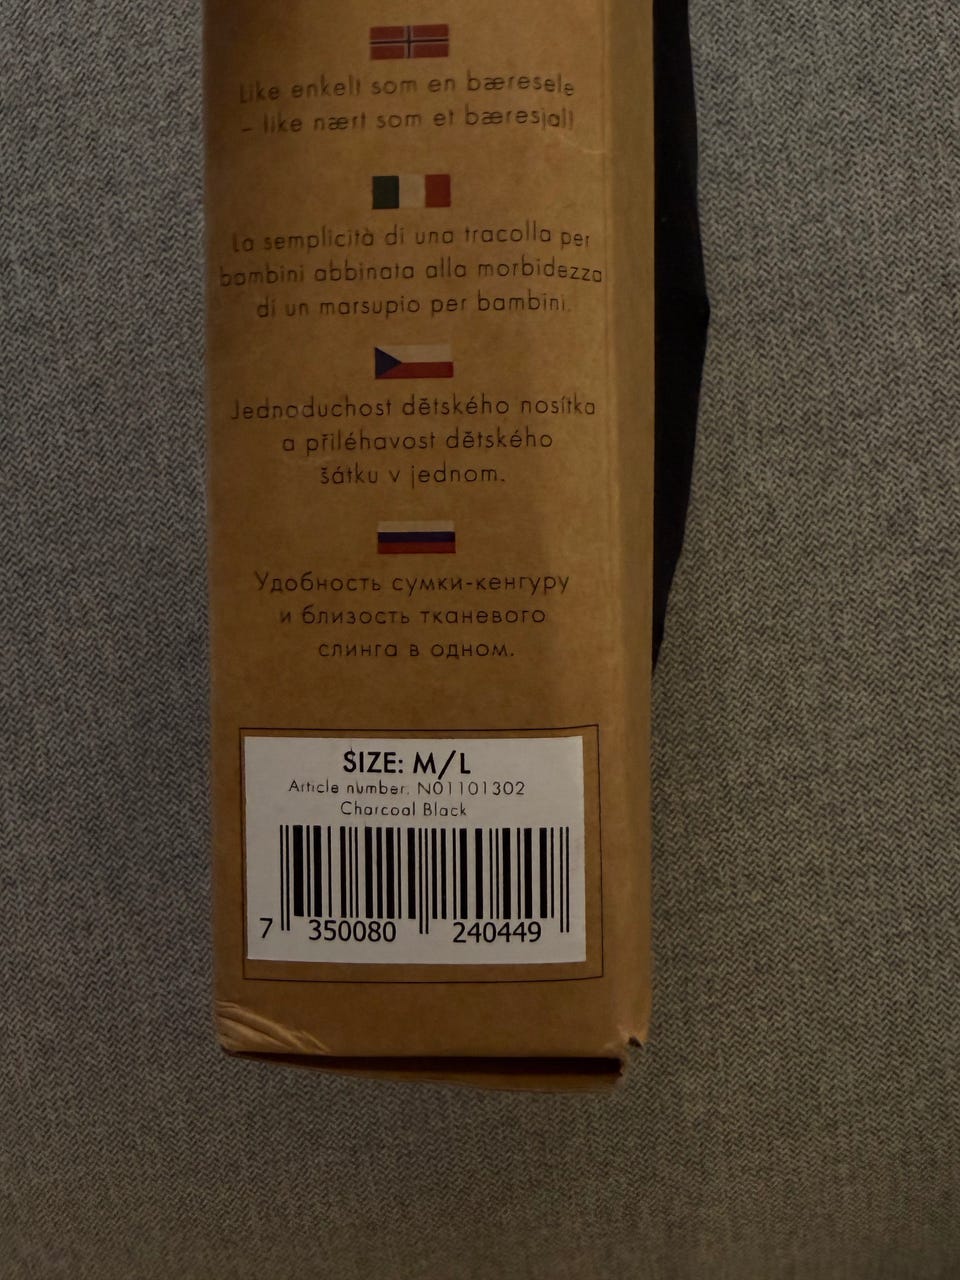 Like enkelt som en bæresele
– like nært som et bæresjal!
La semplicità di una tracolla per
bambini abbinata alla morbidezza
di un marsupio per bambini.
Jednoduchost dětského nosítka
a přiléhavost dětského
šátku v jednom.
Удобность сумки-кенгуру
и близость тканевого
слинга в одном.
SIZE: M/L
Article number: N01101302
Charcoal Black
7 350080 240449